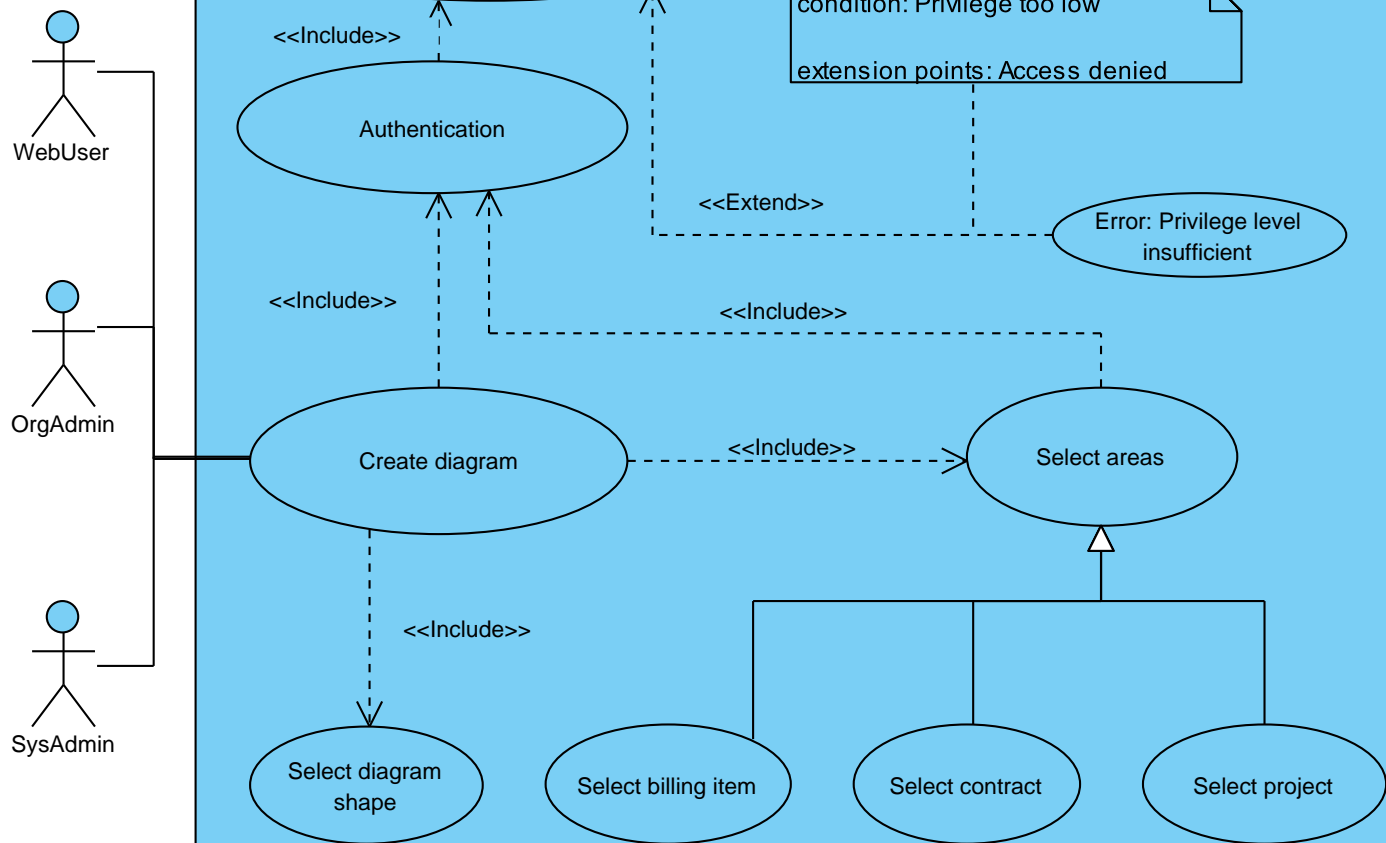 condition: Privilege too low
<<Include>>
extension points: Access denied
Authentication
WebUser
<<Extend>>
Error: Privilege level
insufficient
<<Include>>
<<Include>>
OrgAdmin
<<Include>>
Create diagram
Select areas
<<Include>>
SysAdmin
Select diagram
shape
Select billing item
Select contract
Select project